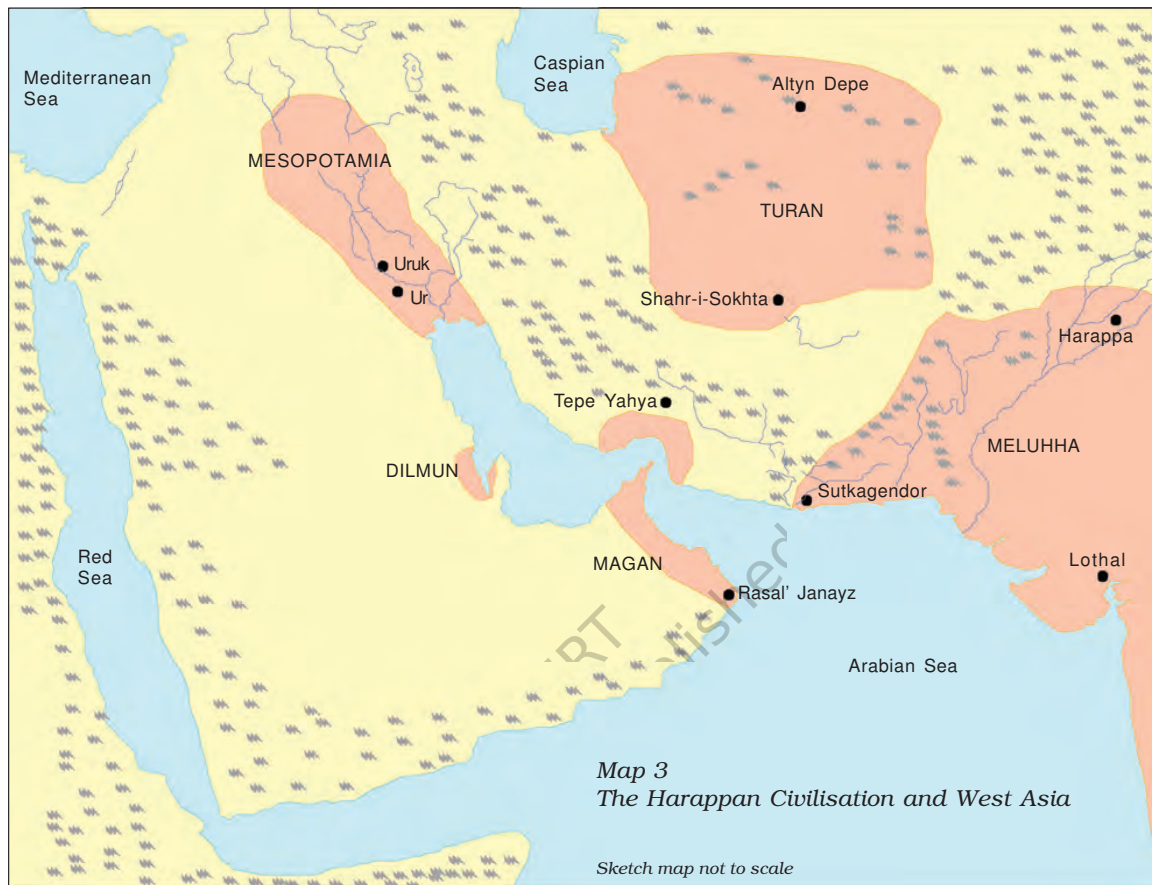 Mediterranean
Sea
Caspian
Sea
Altyn Depe
MESOPOTAMIA
TURAN
Uruk
Ur
Shahr-i-Sokhta
Harappa
Tepe Yahya
DILMUN
MELUHHA
Sutkagendor
Red
Sea
MAGAN
Lothal
Rasal' Janayz
Arabian Sea
Map 3
The Harappan Civilisation and West Asia
Sketch map not to scale